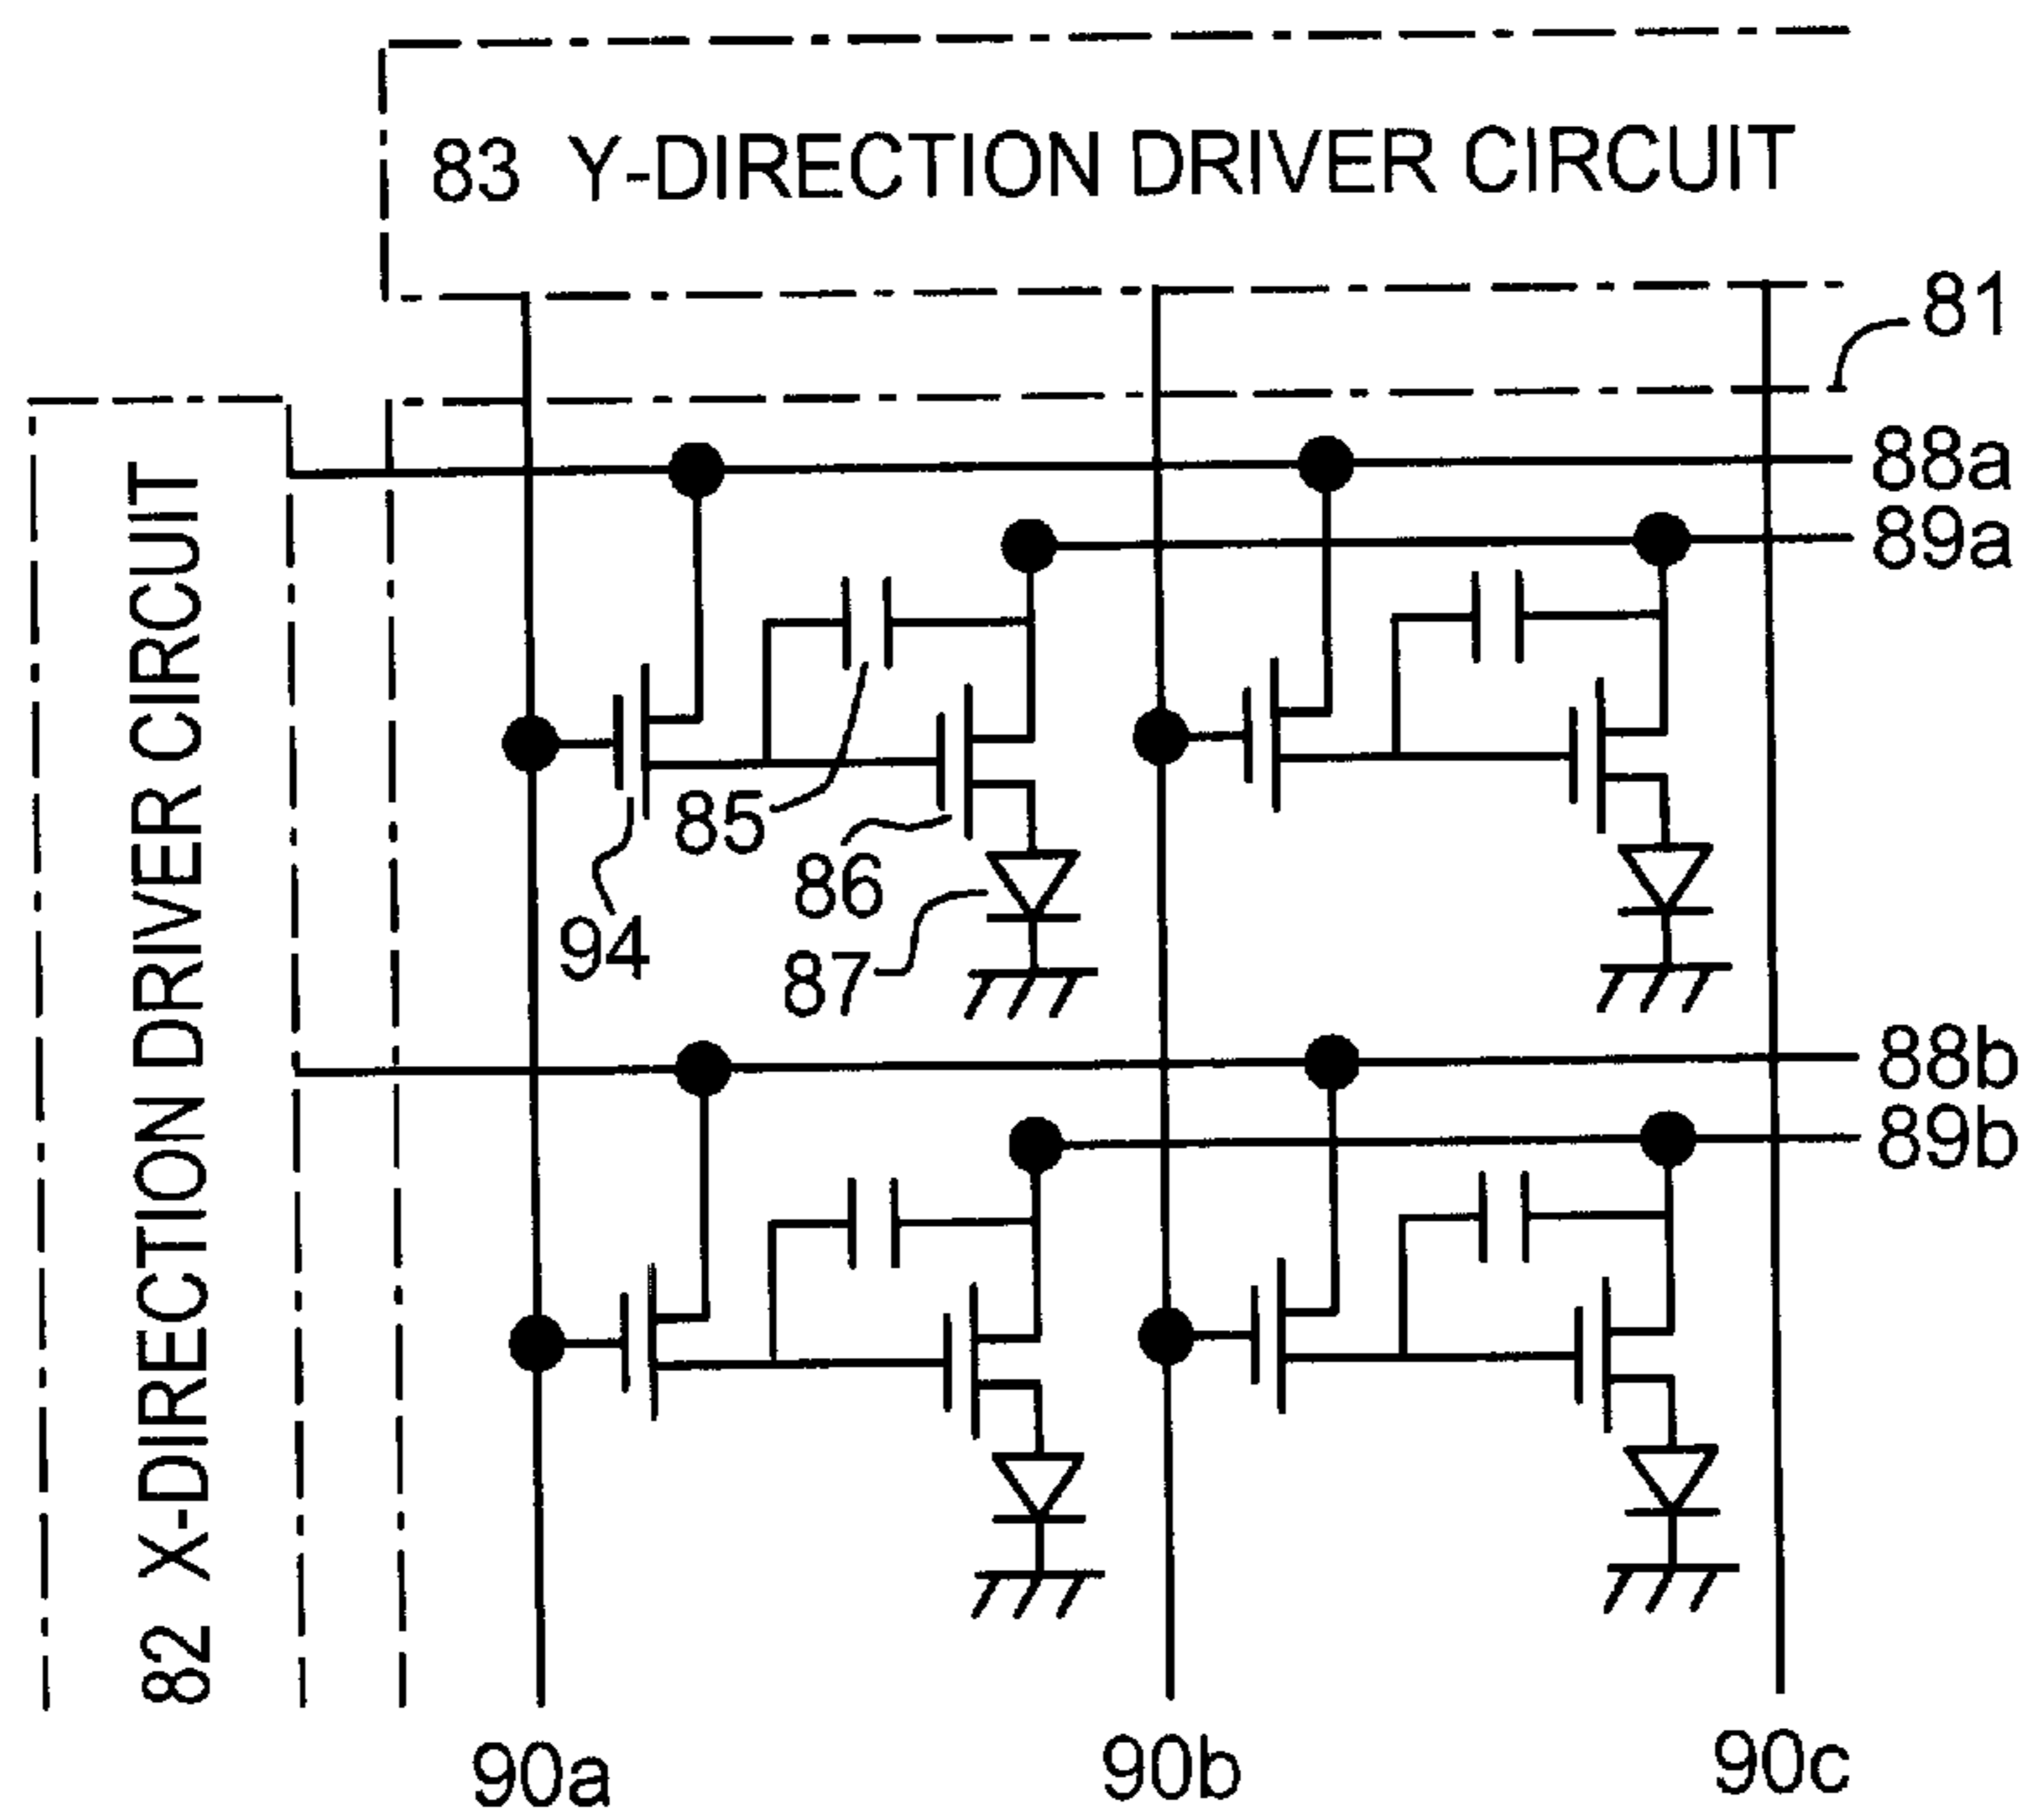 83 Y-DIRECTION DRIVER CIRCUIT
81
88a
89a
82 X-DIRECTION DRIVER CIRCUIT
85
86
94
87
88b
89b
90a
90b
90c